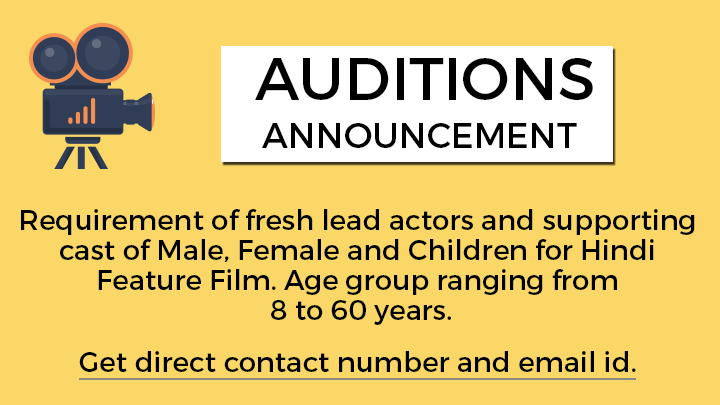 AUDITIONS
ANNOUNCEMENT
Requirement of fresh lead actors and supporting
cast of Male, Female and Children for Hindi
Feature Film. Age group ranging from
8 to 60 years.
Get direct contact number and email id.